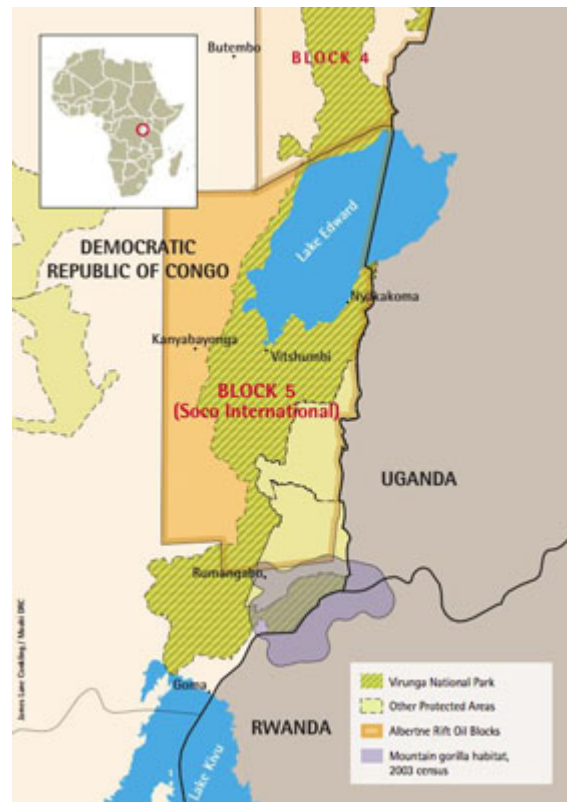 Butembo
BLOCK 4
Lake Edward
DEMOCRATIC
REPUBLIC OF CONGO
Nyakakoma
Kanyabayonga
Vitshumbi
BLOCK 5
(Soco International)
UGANDA
Rumangabo
Goma
RWANDA
Lake Kivu
Virunga National Park
Other Protected Areas
Albertne Rift Oil Blocks
Mountain gorilla habitat,
2003 census